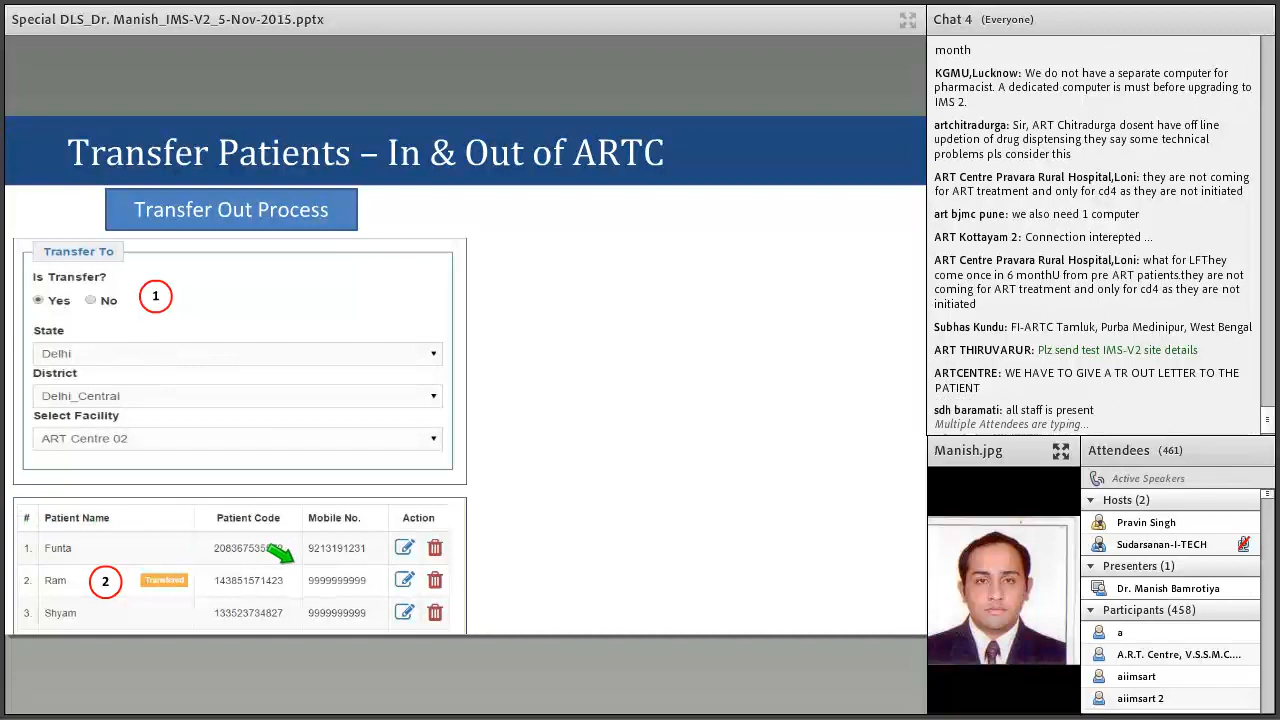 Special DLS_Dr. Manish_IMS-V2_5-Nov-2015.pptx
Transfer Patients – In & Out of ARTC
Transfer Out Process
Transfer To
Is Transfer?
Yes No 1
State
Delhi
District
Delhi_Central
Select Facility
ART Centre 02
# Patient Name Patient Code Mobile No. Action
1. Funta 9213191231
2. Ram 2 Transfered 143851571423 9999999999
3. Shyam 133523734827 9999999999
Chat 4 (Everyone)
month
KGMU,Lucknow: We do not have a separate computer for
pharmacist. A dedicated computer is must before upgrading to
IMS 2.
artchitradurga: Sir, ART Chitradurga dosent have off line
updetion of drug disptensing they say some technical
problems pls consider this
ART Centre Pravara Rural Hospital,Loni: they are not coming
for ART treatment and only for cd4 as they are not initiated
art bjmc pune: we also need 1 computer
ART Kottayam 2: Connection interepted ...
ART Centre Pravara Rural Hospital,Loni: what for LFThey
come once in 6 monthU from pre ART patients.they are not
coming for ART treatment and only for cd4 as they are not
initiated
Subhas Kundu: FI-ARTC Tamluk, Purba Medinipur, West Bengal
ART THIRUVARUR: Plz send test IMS-V2 site details
ARTCENTRE: WE HAVE TO GIVE A TR OUT LETTER TO THE
PATIENT
sdh baramati: all staff is present
Multiple Attendees are typing...
Manish.jpg
Attendees (461)
Active Speakers
Hosts (2)
Pravin Singh
Sudarsanan-I-TECH
Presenters (1)
Dr. Manish Bamrotiya
Participants (458)
a
A.R.T. Centre, V.S.S.M.C....
aiimsart
aiimsart 2